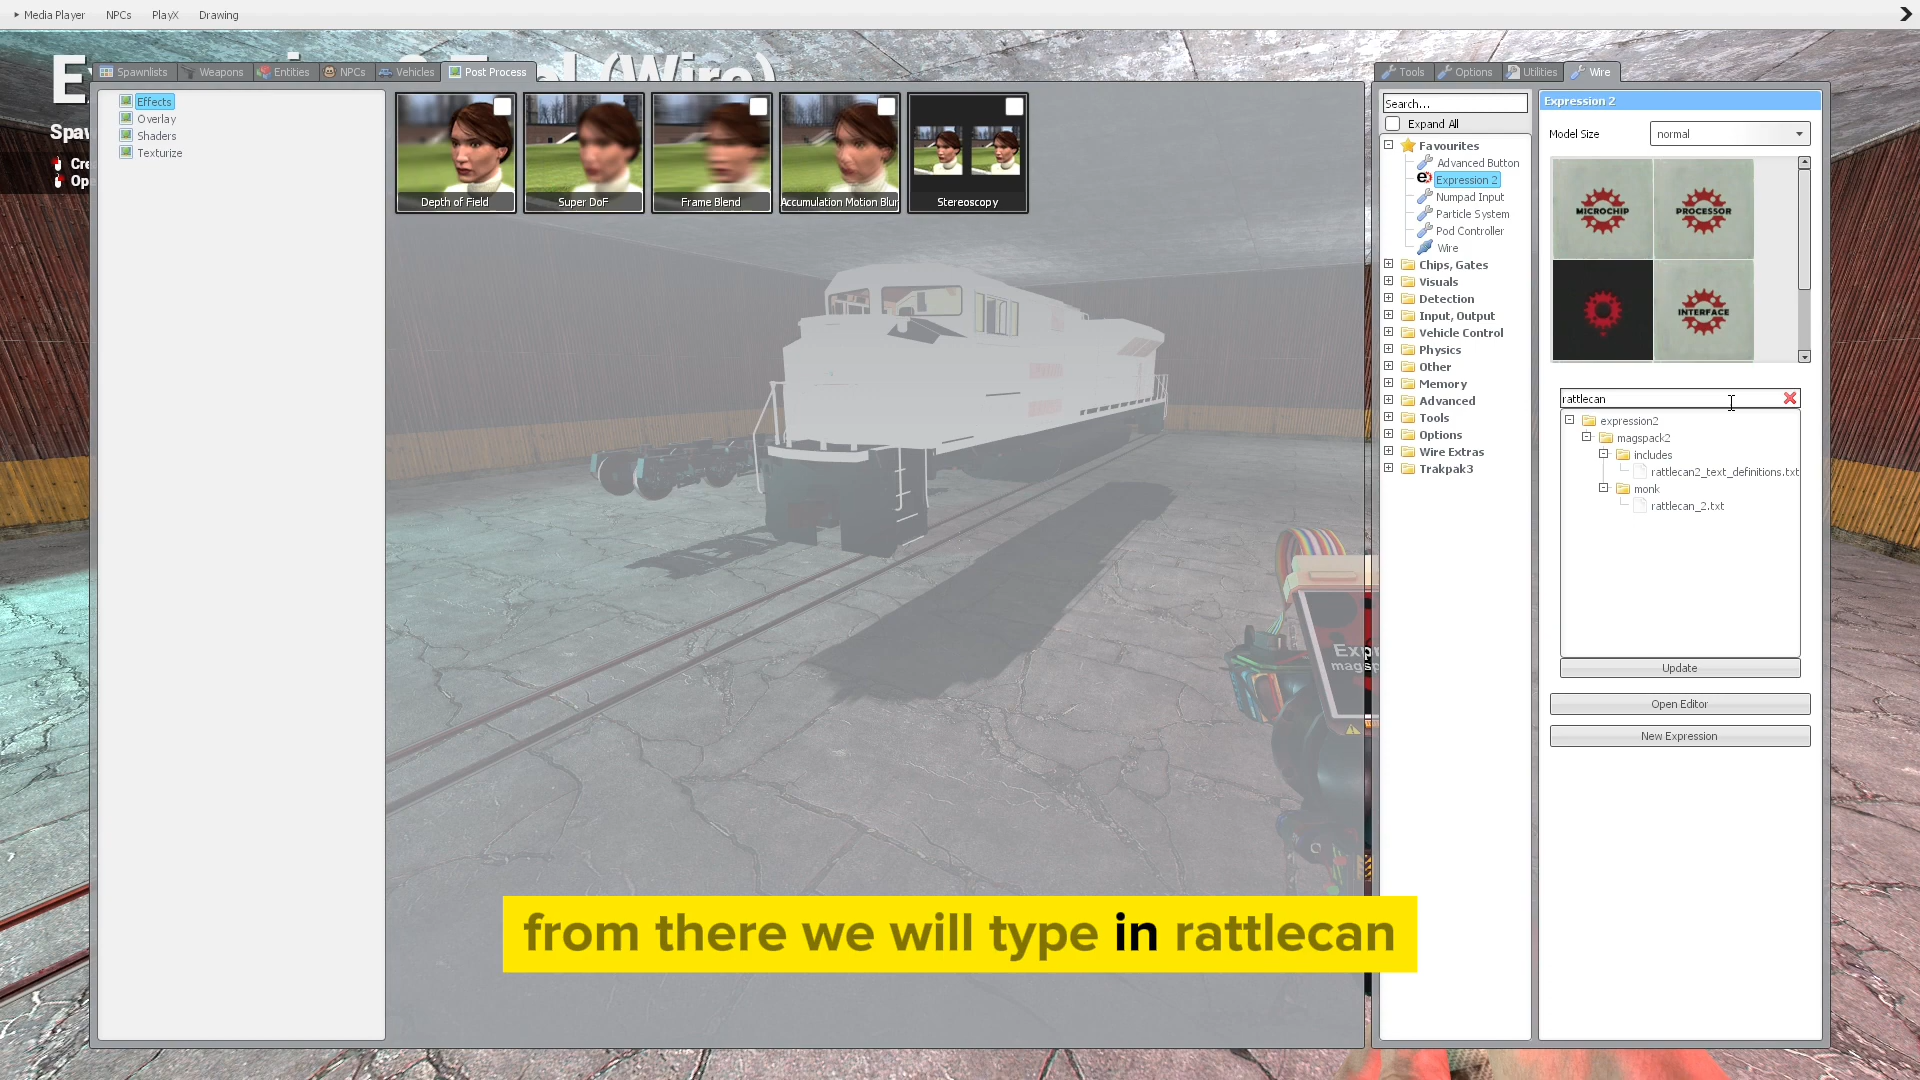 Media Player NPCs PlayX Drawing
Spawnlists Weapons Entities NPCs Vehicles Post Process
Effects
Overlay
Shaders
Texturize
Depth of Field
Super DoF
Frame Blend
Accumulation Motion Blur
Stereoscopy
Tools Options Utilities Wire
Search...
Expand All
Favourites
Advanced Button
Expression 2
Numpad Input
Particle System
Pod Controller
Wire
Chips, Gates
Visuals
Detection
Input, Output
Vehicle Control
Physics
Other
Memory
Advanced
Tools
Options
Wire Extras
Trakpak3
Expression 2
Model Size normal
MICROCHIP
PROCESSOR
INTERFACE
rattlecan
expression2
magspack2
includes
rattlecan2_text_definitions.txt
monk
rattlecan_2.txt
Update
Open Editor
New Expression
(Wire)
from there we will type in rattlecan